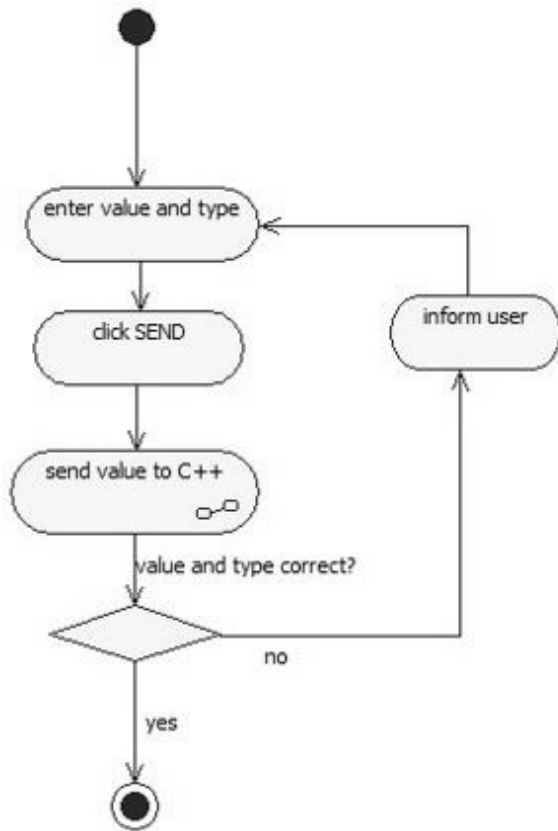 enter value and type
click SEND
inform user
send value to C++
value and type correct?
no
yes